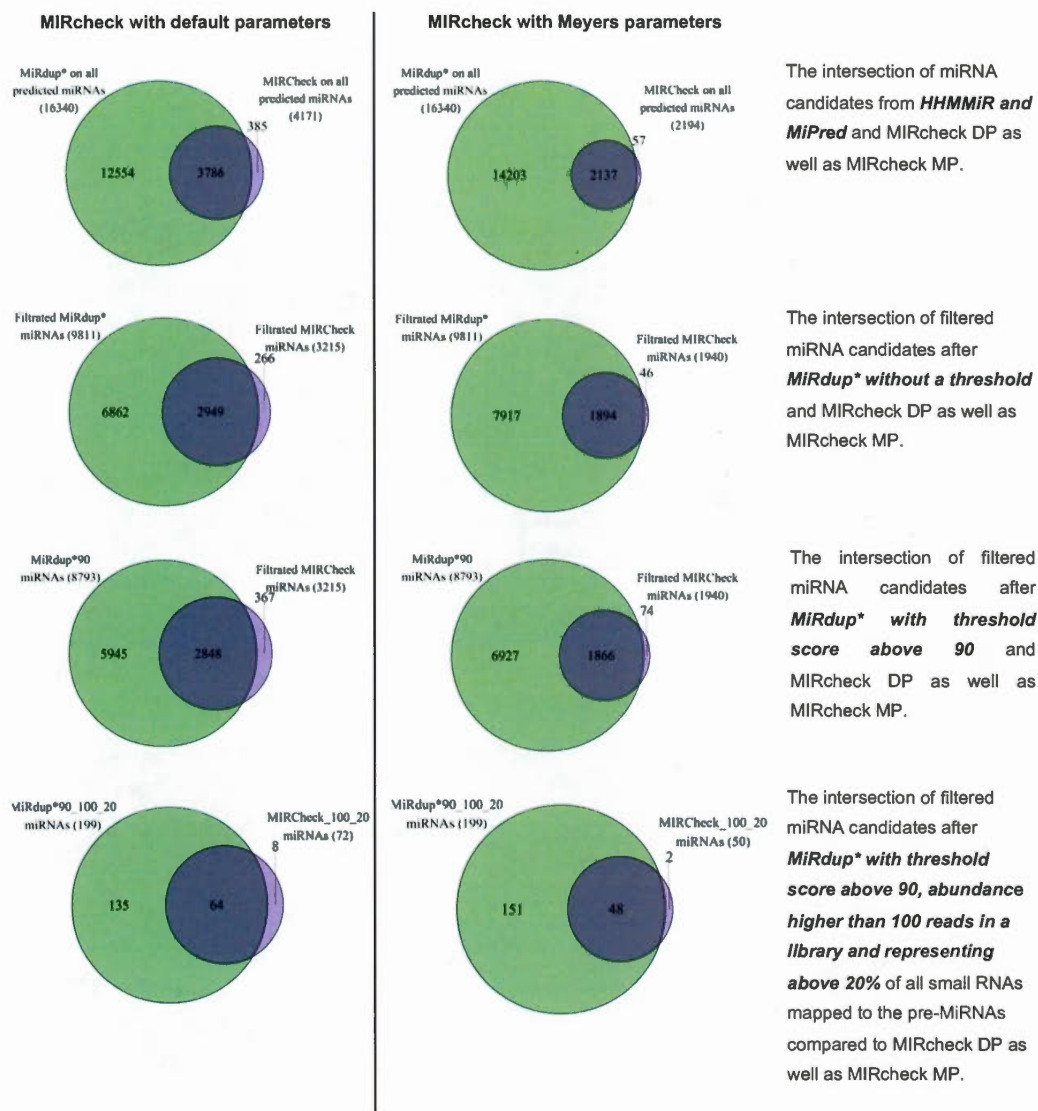 MIRcheck with default parameters
MIRcheck with Meyers parameters
MiRdup* on all
predicted miRNAs
(16340)
MIRCheck on all
predicted miRNAs
(4171)
385
12554
3786
MiRdup* on all
predicted miRNAs
(16340)
MIRCheck on all
predicted miRNAs
(2194)
57
14203
2137
The intersection of miRNA
candidates from HHMMiR and
MiPred and MIRcheck DP as
well as MIRcheck MP.
Filtrated MiRdup*
miRNAs (9811)
Filtrated MIRCheck
miRNAs (3215)
266
6862
2949
Filtrated MiRdup*
miRNAs (9811)
Filtrated MIRCheck
miRNAs (1940)
46
7917
1894
The intersection of filtered
miRNA candidates after
MiRdup* without a threshold
and MIRcheck DP as well as
MIRcheck MP.
MiRdup*90
miRNAs (8793)
Filtrated MIRCheck
miRNAs (3215)
367
5945
2848
MiRdup*90
miRNAs (8793)
Filtrated MIRCheck
miRNAs (1940)
74
6927
1866
The intersection of filtered
miRNA candidates after
MiRdup* with threshold
score above 90 and
MIRcheck DP as well as
MIRcheck MP.
MiRdup*90_100_20
miRNAs (199)
MIRCheck_100_20
miRNAs (72)
8
135
64
MiRdup*90_100_20
miRNAs (199)
MIRCheck_100_20
miRNAs (50)
2
151
48
The intersection of filtered
miRNA candidates after
MiRdup* with threshold
score above 90, abundance
higher than 100 reads in a
library and representing
above 20% of all small RNAs
mapped to the pre-MiRNAs
compared to MIRcheck DP as
well as MIRcheck MP.